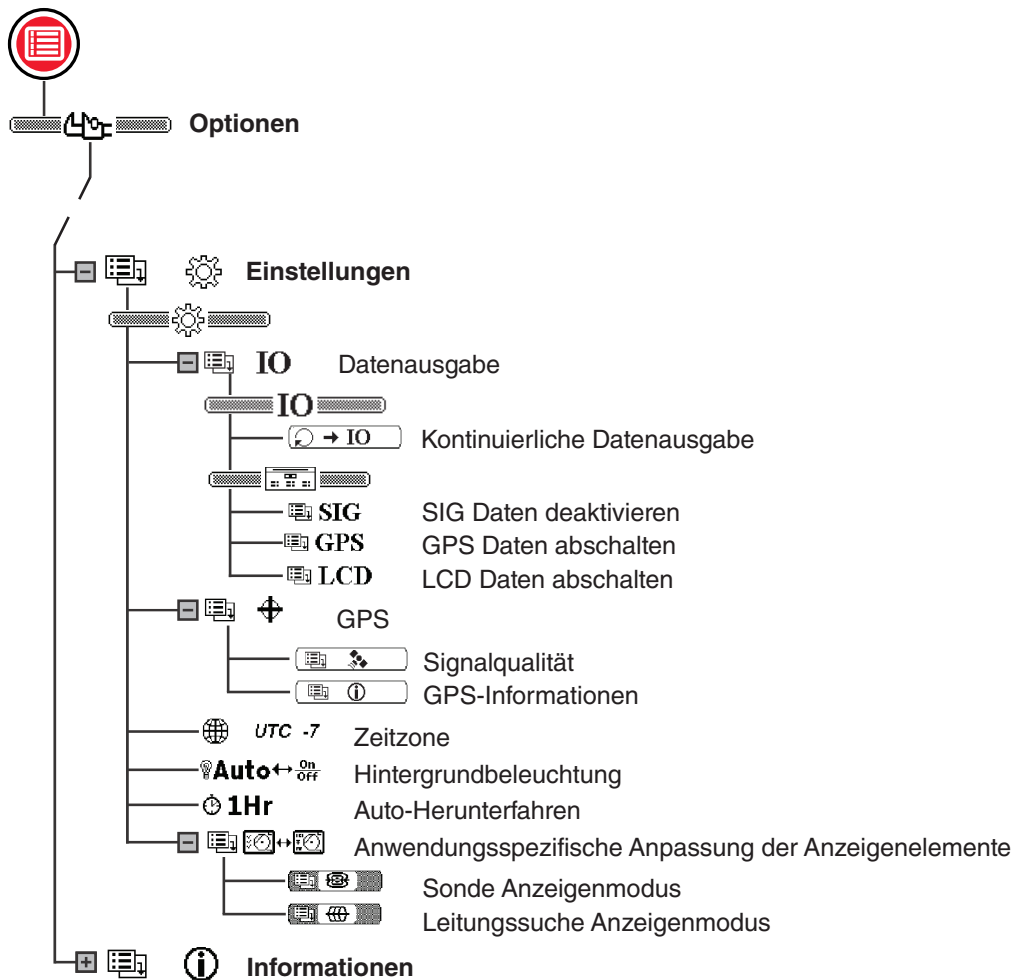 Optionen
Einstellungen
IO Datenausgabe
IO
IO Kontinuierliche Datenausgabe
SIG SIG Daten deaktivieren
GPS GPS Daten abschalten
LCD LCD Daten abschalten
GPS
Signalqualität
GPS-Informationen
UTC -7 Zeitzone
Auto On Off Hintergrundbeleuchtung
1Hr Auto-Herunterfahren
Anwendungsspezifische Anpassung der Anzeigenelemente
Sonde Anzeigenmodus
Leitungssuche Anzeigenmodus
Informationen